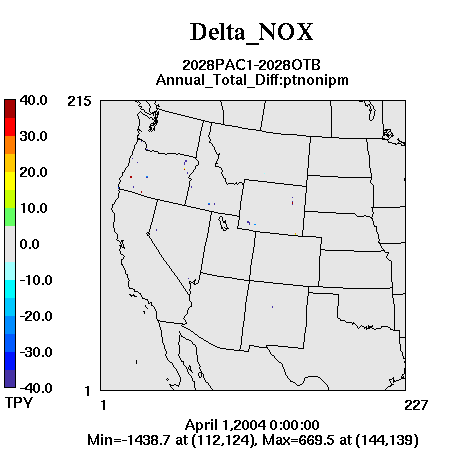 Delta_NOX
2028PAC1-2028OTB
Annual_Total_Diff:ptnonipm
215
40.0
30.0
20.0
10.0
0.0
-10.0
-20.0
-30.0
-40.0
TPY
1
1
227
April 1,2004 0:00:00
Min=-1438.7 at (112,124), Max=669.5 at (144,139)